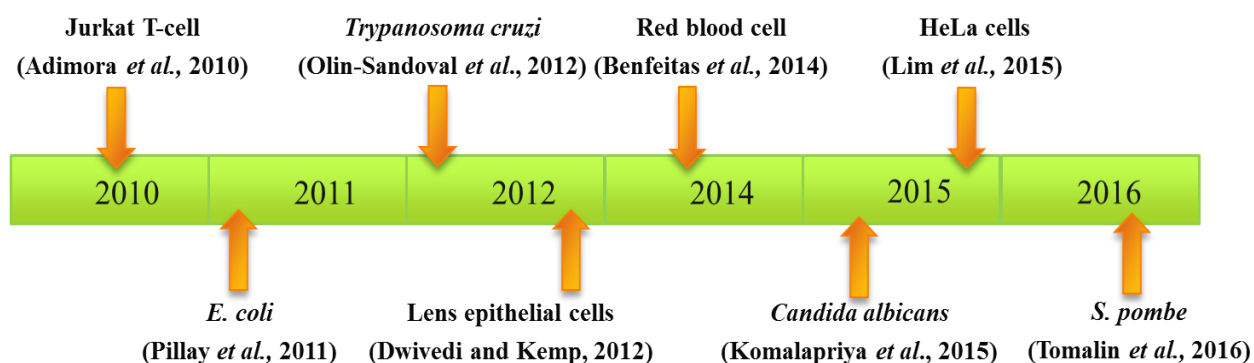 Jurkat T-cell
(Adimora et al., 2010)
Trypanosoma cruzi
(Olin-Sandoval et al., 2012)
Red blood cell
(Benfeitas et al., 2014)
HeLa cells
(Lim et al., 2015)
2010 2011 2012 2014 2015 2016
E. coli
(Pillay et al., 2011)
Lens epithelial cells
(Dwivedi and Kemp, 2012)
Candida albicans
(Komalapriya et al., 2015)
S. pombe
(Tomalin et al., 2016)